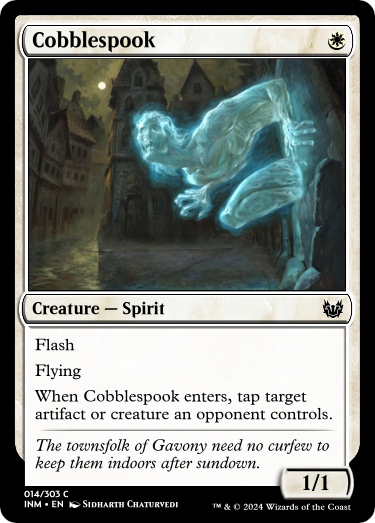 Cobblespook
Creature — Spirit
Flash
Flying
When Cobblespook enters, tap target
artifact or creature an opponent controls.
The townsfolk of Gavony need no curfew to
keep them indoors after sundown.
1/1
014/303 C
INM • EN Sidharth Chaturvedi
™ & © 2024 Wizards of the Coast